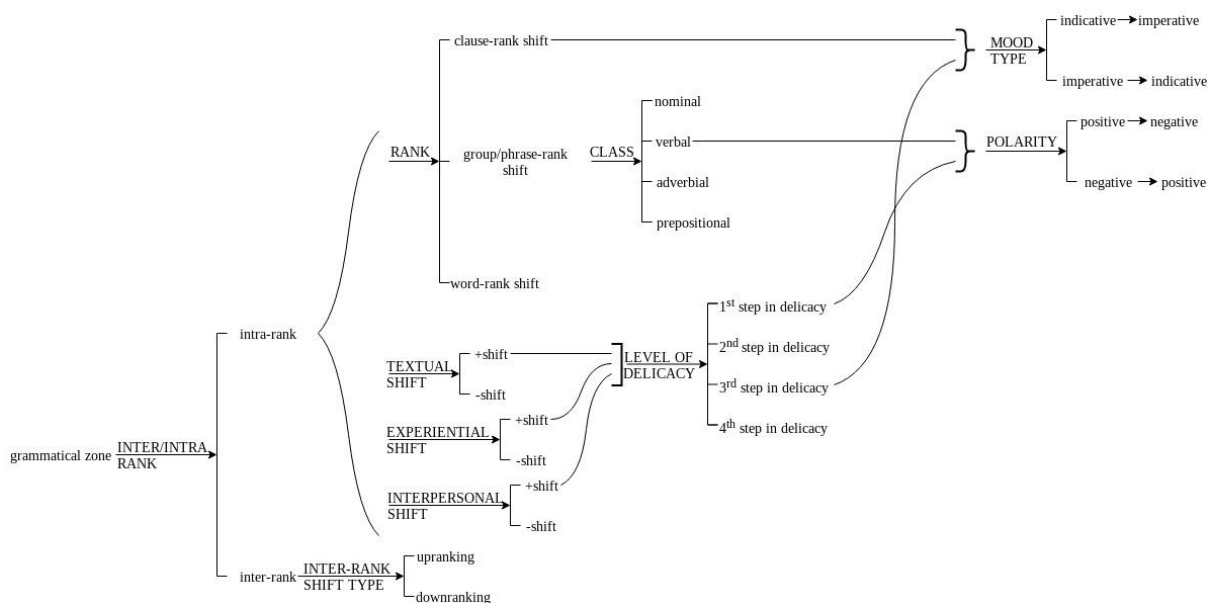 indicative imperative
clause-rank shift
MOOD
TYPE
imperative indicative
nominal
positive negative
RANK
group/phrase-rank
shift
CLASS
verbal
POLARITY
adverbial
negative positive
prepositional
word-rank shift
1st step in delicacy
intra-rank
2nd step in delicacy
+shift
TEXTUAL
SHIFT
LEVEL OF
DELICACY
-shift
3rd step in delicacy
+shift
4th step in delicacy
EXPERIENTIAL
SHIFT
grammatical zone
INTER/INTRA
RANK
-shift
+shift
INTERPERSONAL
SHIFT
-shift
upranking
inter-rank
INTER-RANK
SHIFT TYPE
downranking